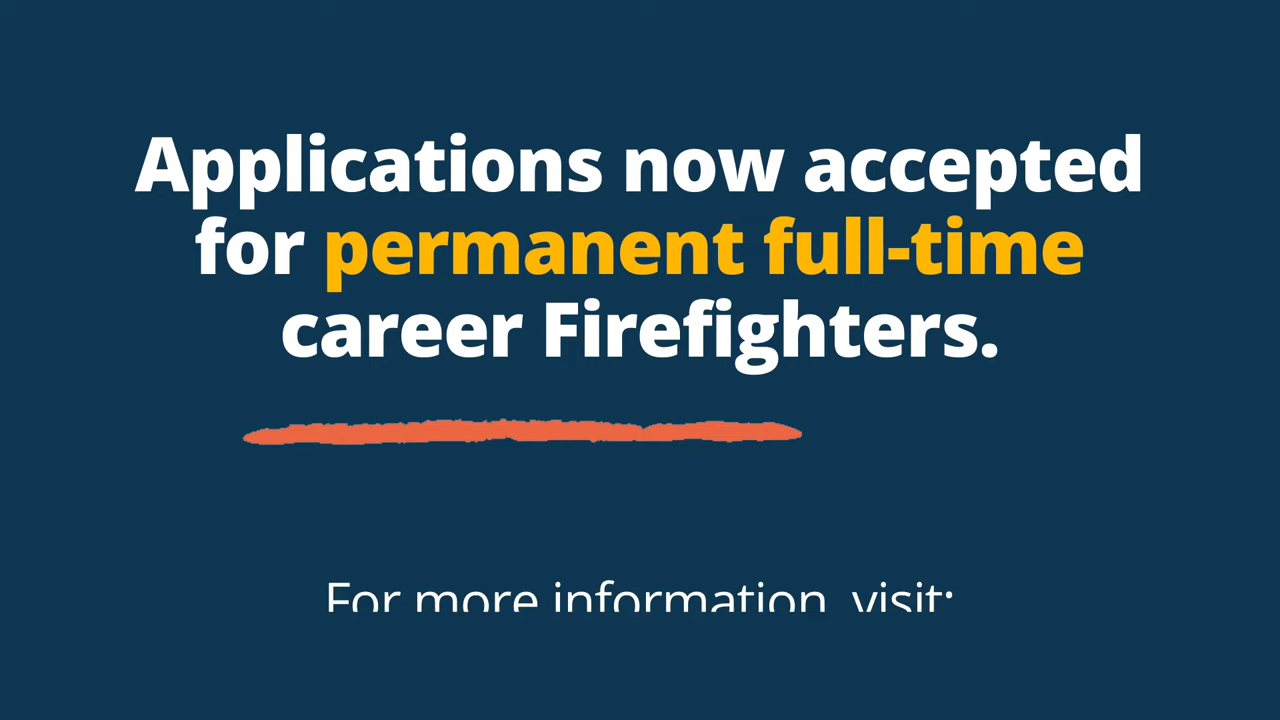 Applications now accepted
for permanent full-time
career Firefighters.
For more information, visit: